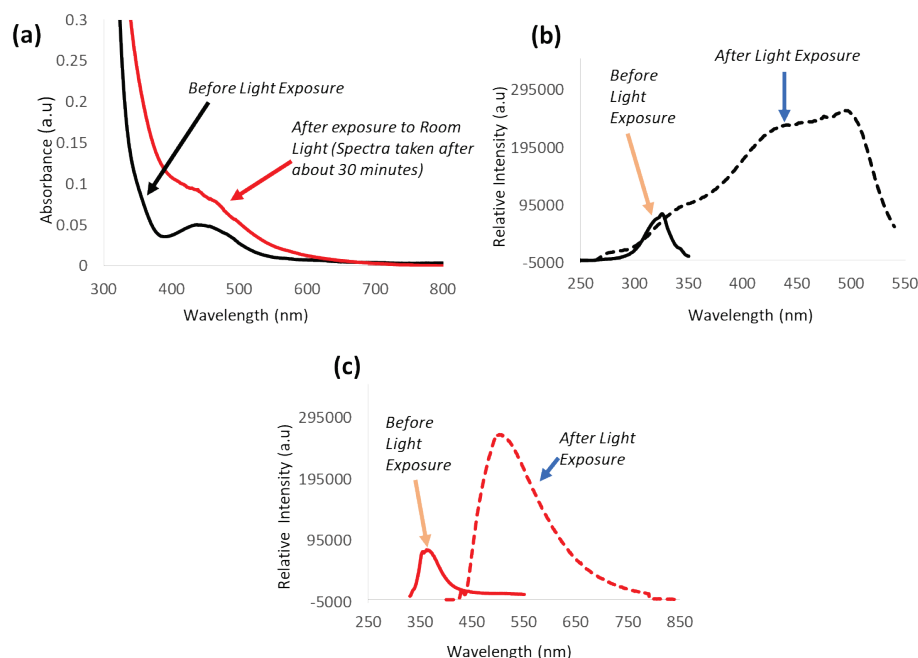 (a)
0.3
0.25
0.2
0.15
0.1
0.05
0
Absorbance (a.u)
Before Light Exposure
After exposure to Room
Light (Spectra taken after
about 30 minutes)
300
400
500
600
700
800
Wavelength (nm)
(b)
295000
195000
95000
-5000
Relative Intensity (a.u)
Before
Light
Exposure
After Light Exposure
250
300
350
400
450
500
550
Wavelength (nm)
(c)
295000
195000
95000
-5000
Relative Intensity (a.u)
Before
Light
Exposure
After Light
Exposure
250
350
450
550
650
750
850
Wavelength (nm)